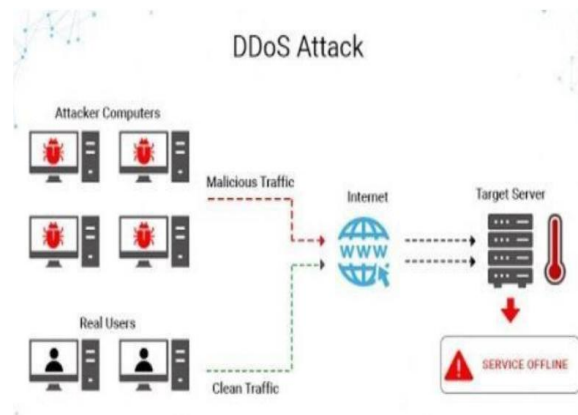 DDoS Attack
Attacker Computers
Malicious Traffic
Internet
Target Server
WWW
Real Users
Clean Traffic
SERVICE OFFLINE